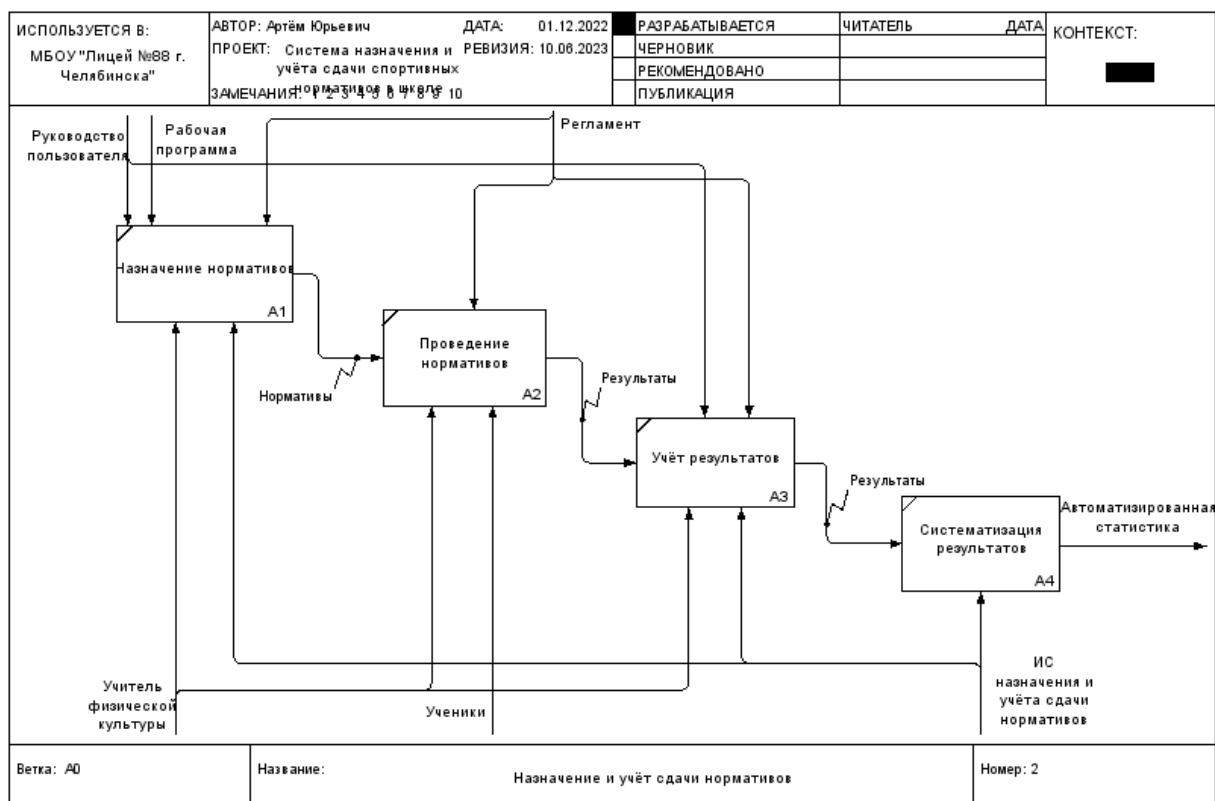 ИСПОЛЬЗУЕТСЯ В:
МБОУ "Лицей №88 г.
Челябинска"
АВТОР: Артём Юрьевич
ДАТА: 01.12.2022
ПРОЕКТ: Система назначения и
учёта сдачи спортивных
нормативов в школе
РЕВИЗИЯ: 10.06.2023
ЗАМЕЧАНИЯ: 1 2 3 4 5 6 7 8 9 10
РАЗРАБАТЫВАЕТСЯ
ЧЕРНОВИК
РЕКОМЕНДОВАНО
ПУБЛИКАЦИЯ
ЧИТАТЕЛЬ
ДАТА
КОНТЕКСТ:
Руководство
пользователя
Рабочая
программа
Регламент
Назначение нормативов
A1
Нормативы
Проведение
нормативов
A2
Результаты
Учёт результатов
A3
Результаты
Систематизация
результатов
A4
Автоматизированная
статистика
Учитель
физической
культуры
Ученики
ИС
назначения и
учёта сдачи
нормативов
Ветка: A0
Название:
Назначение и учёт сдачи нормативов
Номер: 2